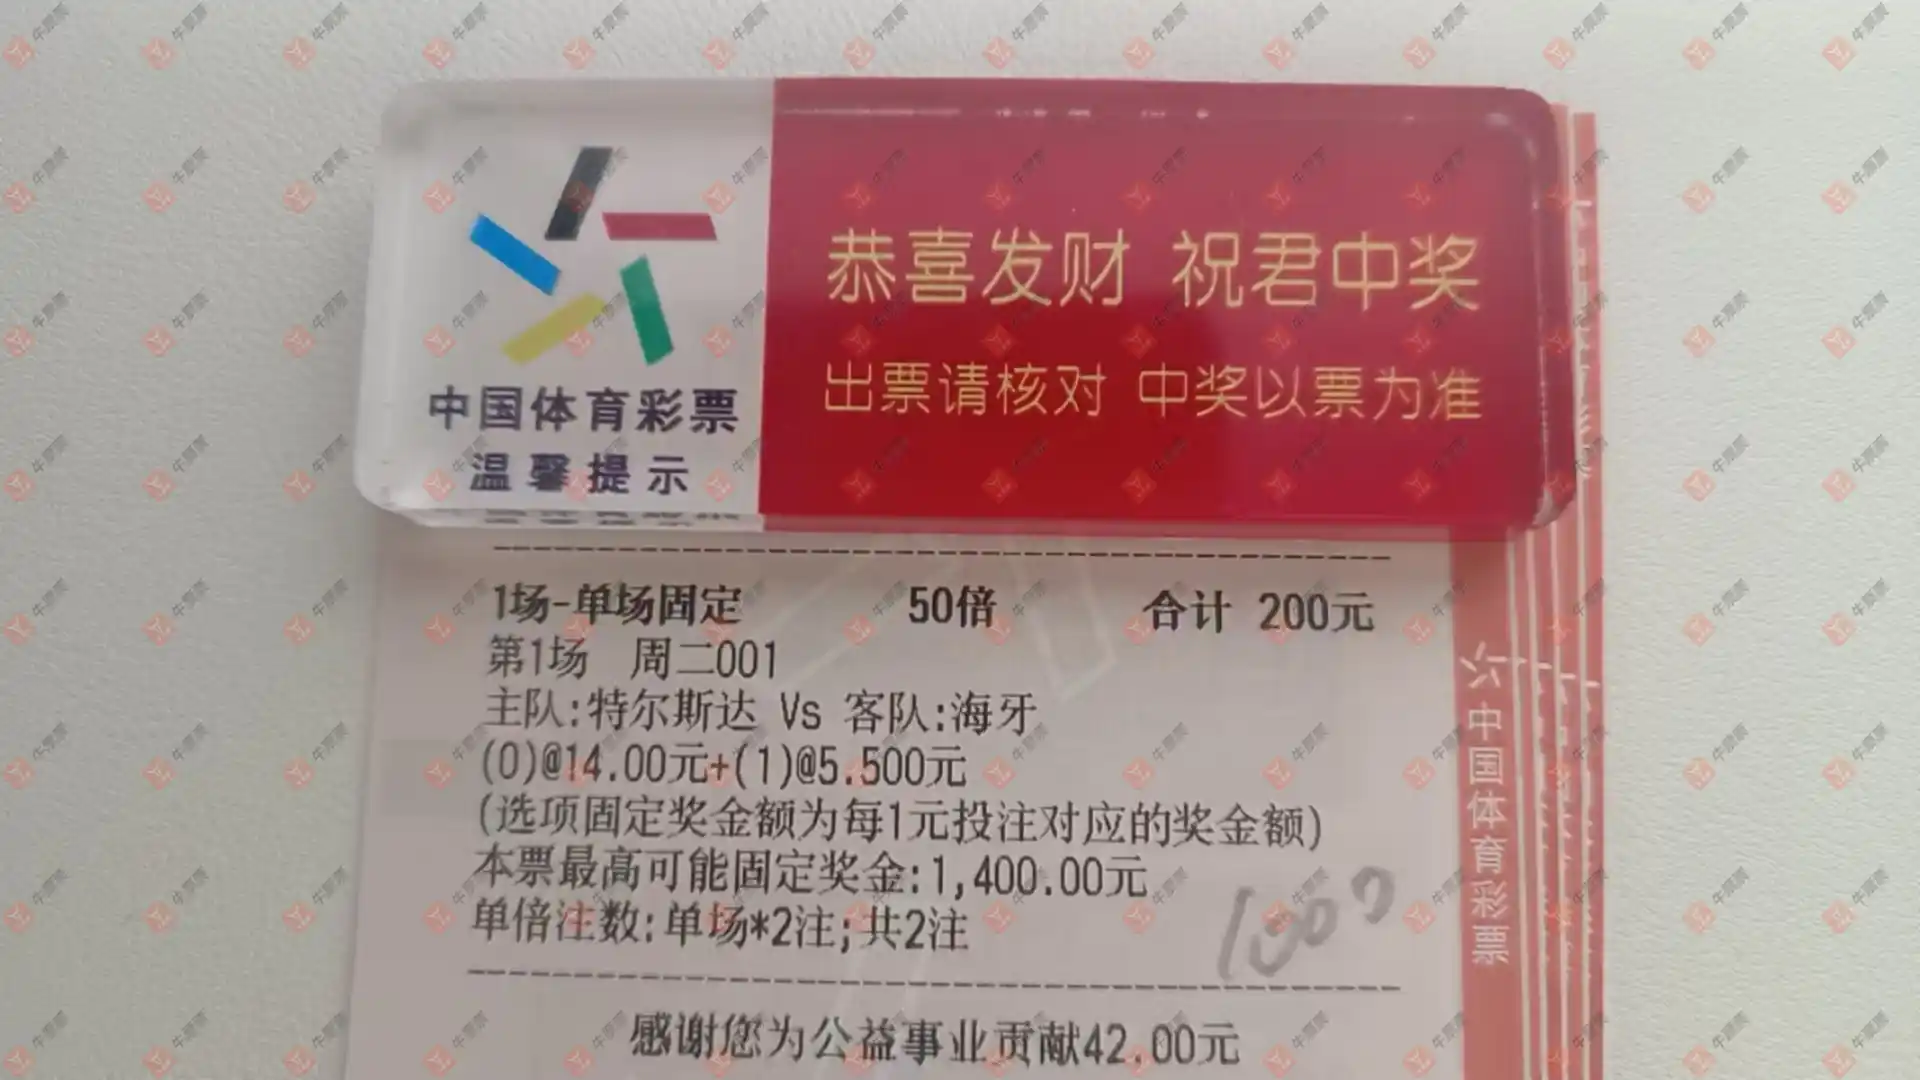 恭喜发财 祝君中奖
出票请核对 中奖以票为准
中国体育彩票
温馨提示
1场-单场固定 50倍 合计 200元
第1场 周二001
主队:特尔斯达 Vs 客队:海牙
(0)@14.00元+(1)@5.500元
(选项固定奖金额为每1元投注对应的奖金额)
本票最高可能固定奖金:1,400.00元
单倍注数:单场*2注;共2注
1000
感谢您为公益事业贡献42.00元
中国体育彩票